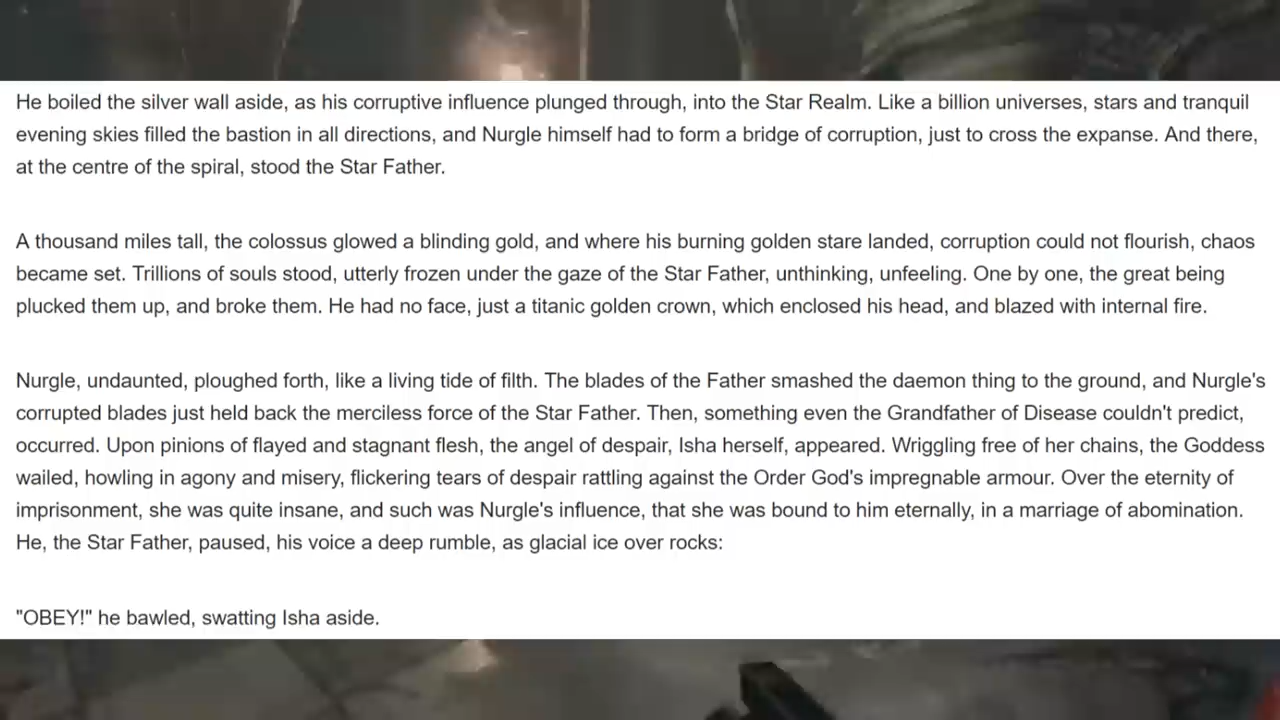 He boiled the silver wall aside, as his corruptive influence plunged through, into the Star Realm. Like a billion universes, stars and tranquil
evening skies filled the bastion in all directions, and Nurgle himself had to form a bridge of corruption, just to cross the expanse. And there,
at the centre of the spiral, stood the Star Father.
A thousand miles tall, the colossus glowed a blinding gold, and where his burning golden stare landed, corruption could not flourish, chaos
became set. Trillions of souls stood, utterly frozen under the gaze of the Star Father, unthinking, unfeeling. One by one, the great being
plucked them up, and broke them. He had no face, just a titanic golden crown, which enclosed his head, and blazed with internal fire.
Nurgle, undaunted, ploughed forth, like a living tide of filth. The blades of the Father smashed the daemon thing to the ground, and Nurgle's
corrupted blades just held back the merciless force of the Star Father. Then, something even the Grandfather of Disease couldn't predict,
occurred. Upon pinions of flayed and stagnant flesh, the angel of despair, Isha herself, appeared. Wriggling free of her chains, the Goddess
wailed, howling in agony and misery, flickering tears of despair rattling against the Order God's impregnable armour. Over the eternity of
imprisonment, she was quite insane, and such was Nurgle's influence, that she was bound to him eternally, in a marriage of abomination.
He, the Star Father, paused, his voice a deep rumble, as glacial ice over rocks:
"OBEY!" he bawled, swatting Isha aside.